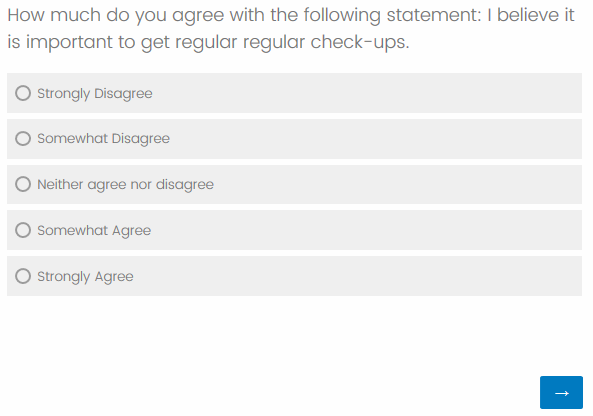 How much do you agree with the following statement: I believe it
is important to get regular regular check-ups.
Strongly Disagree
Somewhat Disagree
Neither agree nor disagree
Somewhat Agree
Strongly Agree
→